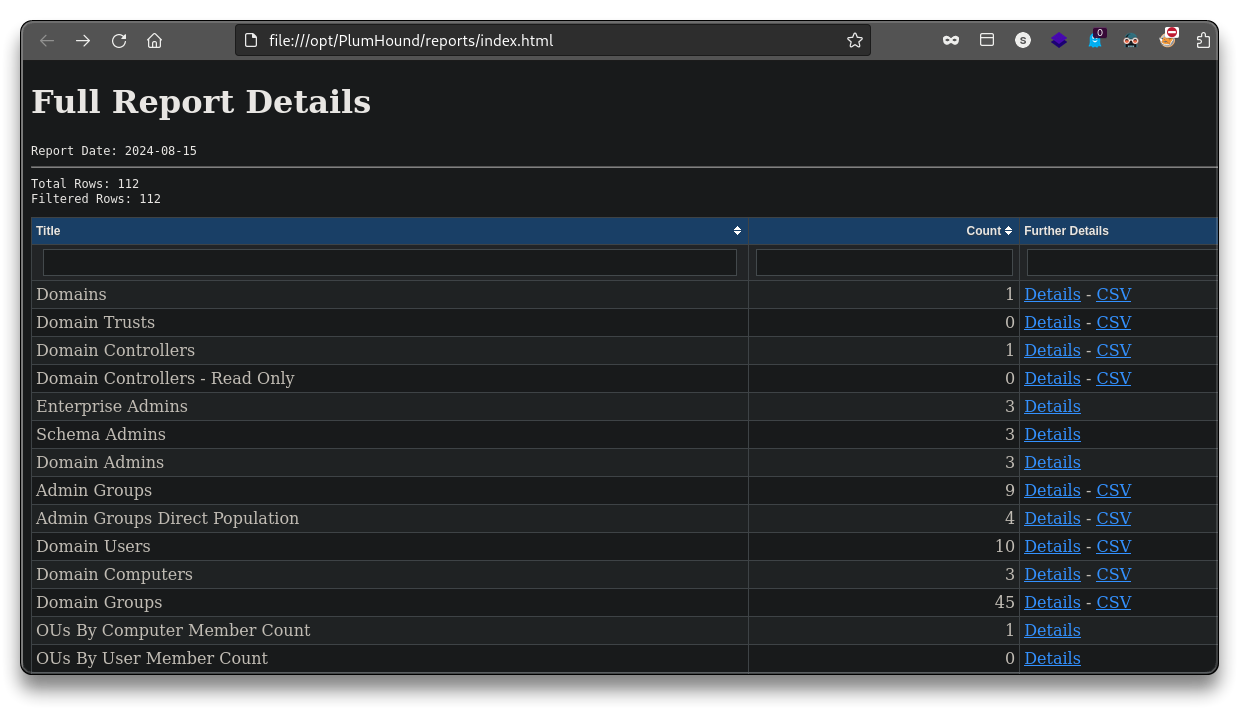 file:///opt/PlumHound/reports/index.html
S
0
Full Report Details
Report Date: 2024-08-15
Total Rows: 112
Filtered Rows: 112
Title Count Further Details
Domains 1 Details - CSV
Domain Trusts 0 Details - CSV
Domain Controllers 1 Details - CSV
Domain Controllers - Read Only 0 Details - CSV
Enterprise Admins 3 Details
Schema Admins 3 Details
Domain Admins 3 Details
Admin Groups 9 Details - CSV
Admin Groups Direct Population 4 Details - CSV
Domain Users 10 Details - CSV
Domain Computers 3 Details - CSV
Domain Groups 45 Details - CSV
OUs By Computer Member Count 1 Details
OUs By User Member Count 0 Details